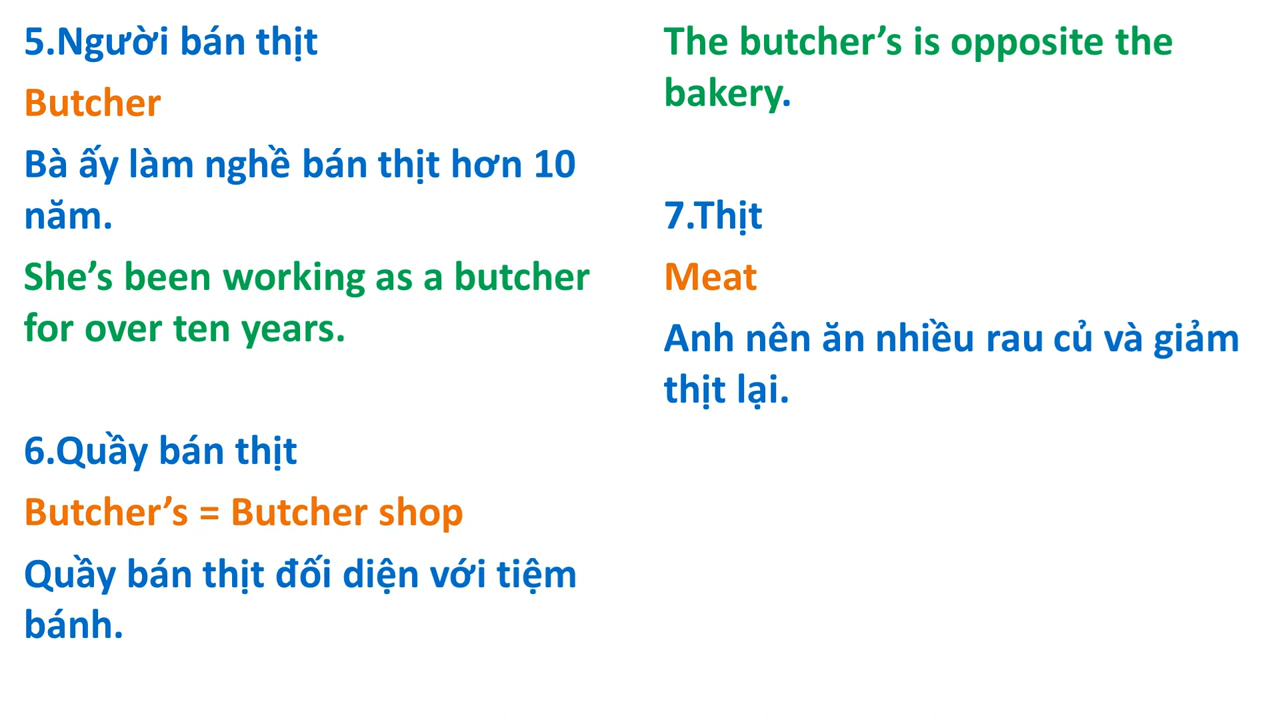 5.Người bán thịt
Butcher
Bà ấy làm nghề bán thịt hơn 10
năm.
She’s been working as a butcher
for over ten years.
6.Quầy bán thịt
Butcher’s = Butcher shop
Quầy bán thịt đối diện với tiệm
bánh.
The butcher’s is opposite the
bakery.
7.Thịt
Meat
Anh nên ăn nhiều rau củ và giảm
thịt lại.